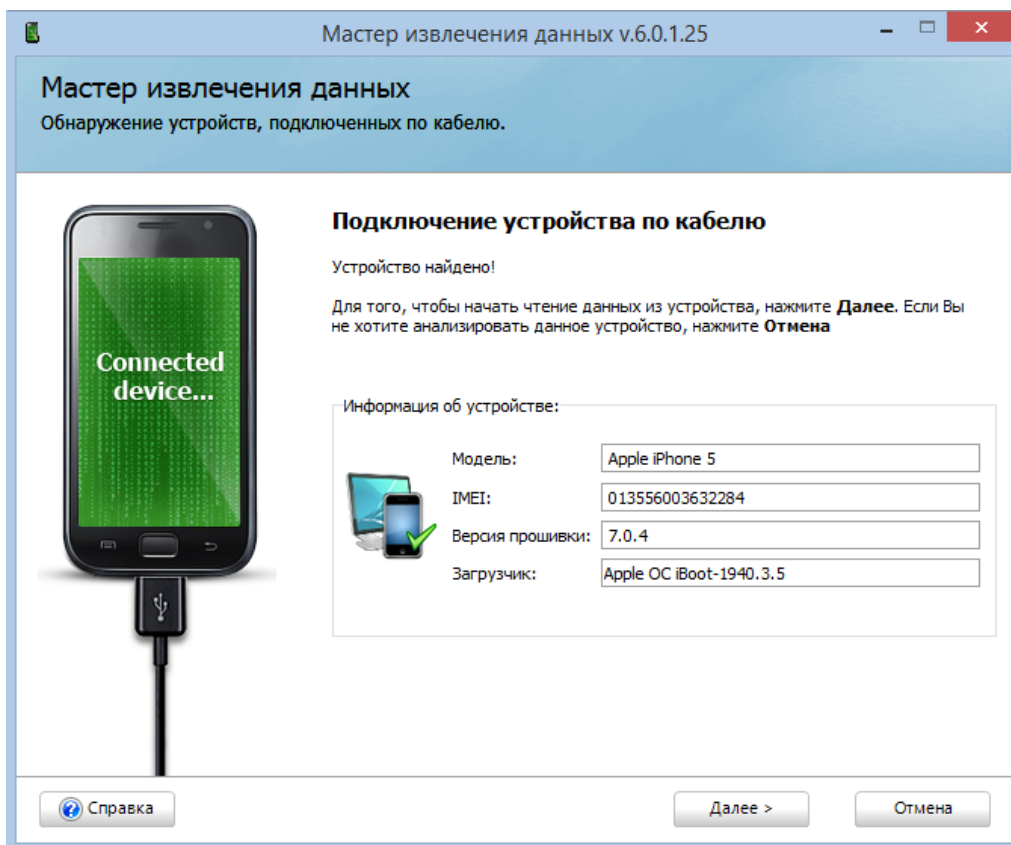 Мастер извлечения данных v.6.0.1.25
Мастер извлечения данных
Обнаружение устройств, подключенных по кабелю.
Connected
device...
Подключение устройства по кабелю
Устройство найдено!
Для того, чтобы начать чтение данных из устройства, нажмите Далее. Если Вы
не хотите анализировать данное устройство, нажмите Отмена
Информация об устройстве:
Модель: Apple iPhone 5
IMEI: 013556003632284
Версия прошивки: 7.0.4
Загрузчик: Apple ОС iBoot-1940.3.5
Справка Далее > Отмена